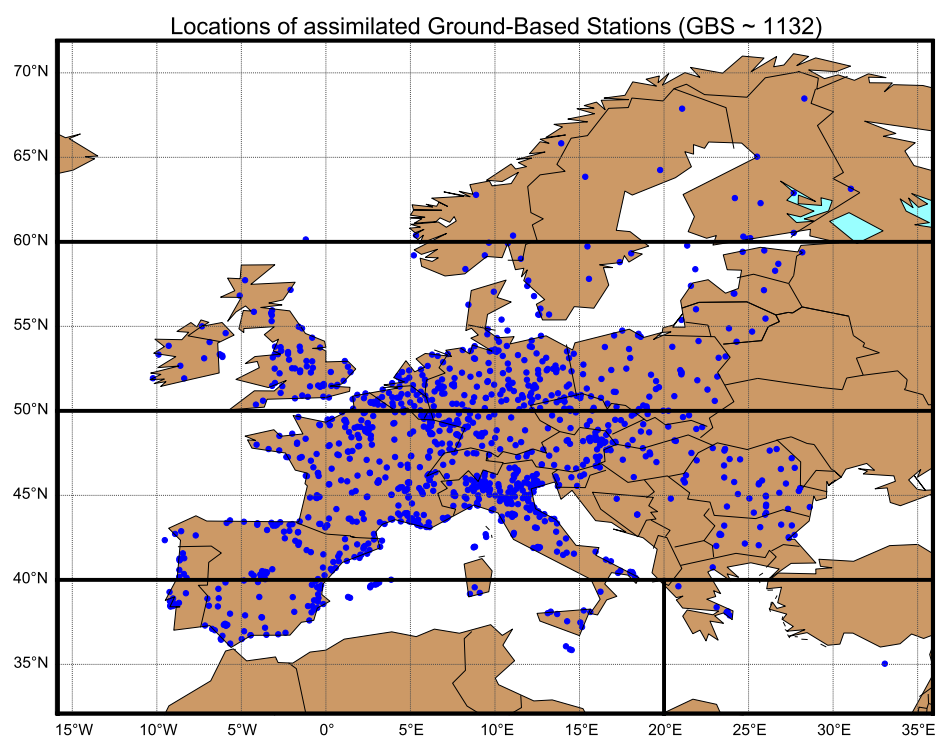 Locations of assimilated Ground-Based Stations (GBS ~ 1132)
70°N
65°N
60°N
55°N
50°N
45°N
40°N
35°N
15°W 10°W 5°W 0° 5°E 10°E 15°E 20°E 25°E 30°E 35°E